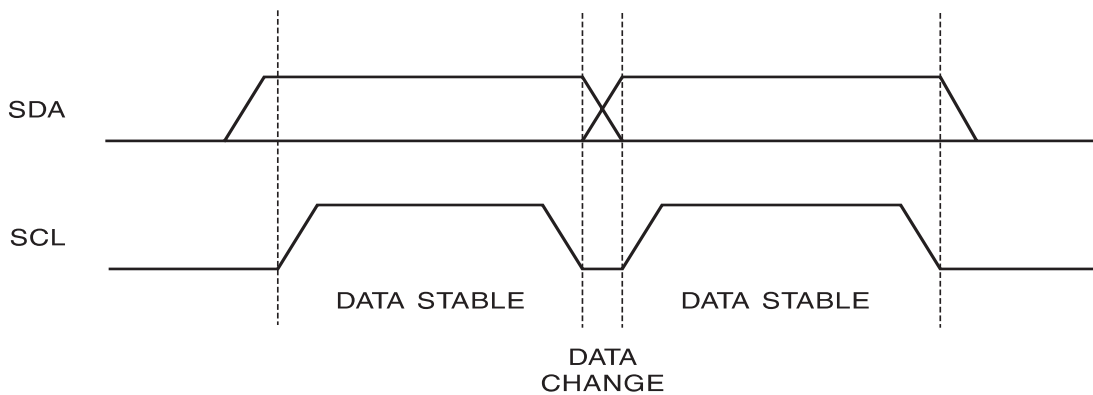 SDA
SCL
DATA STABLE
DATA STABLE
DATA
CHANGE